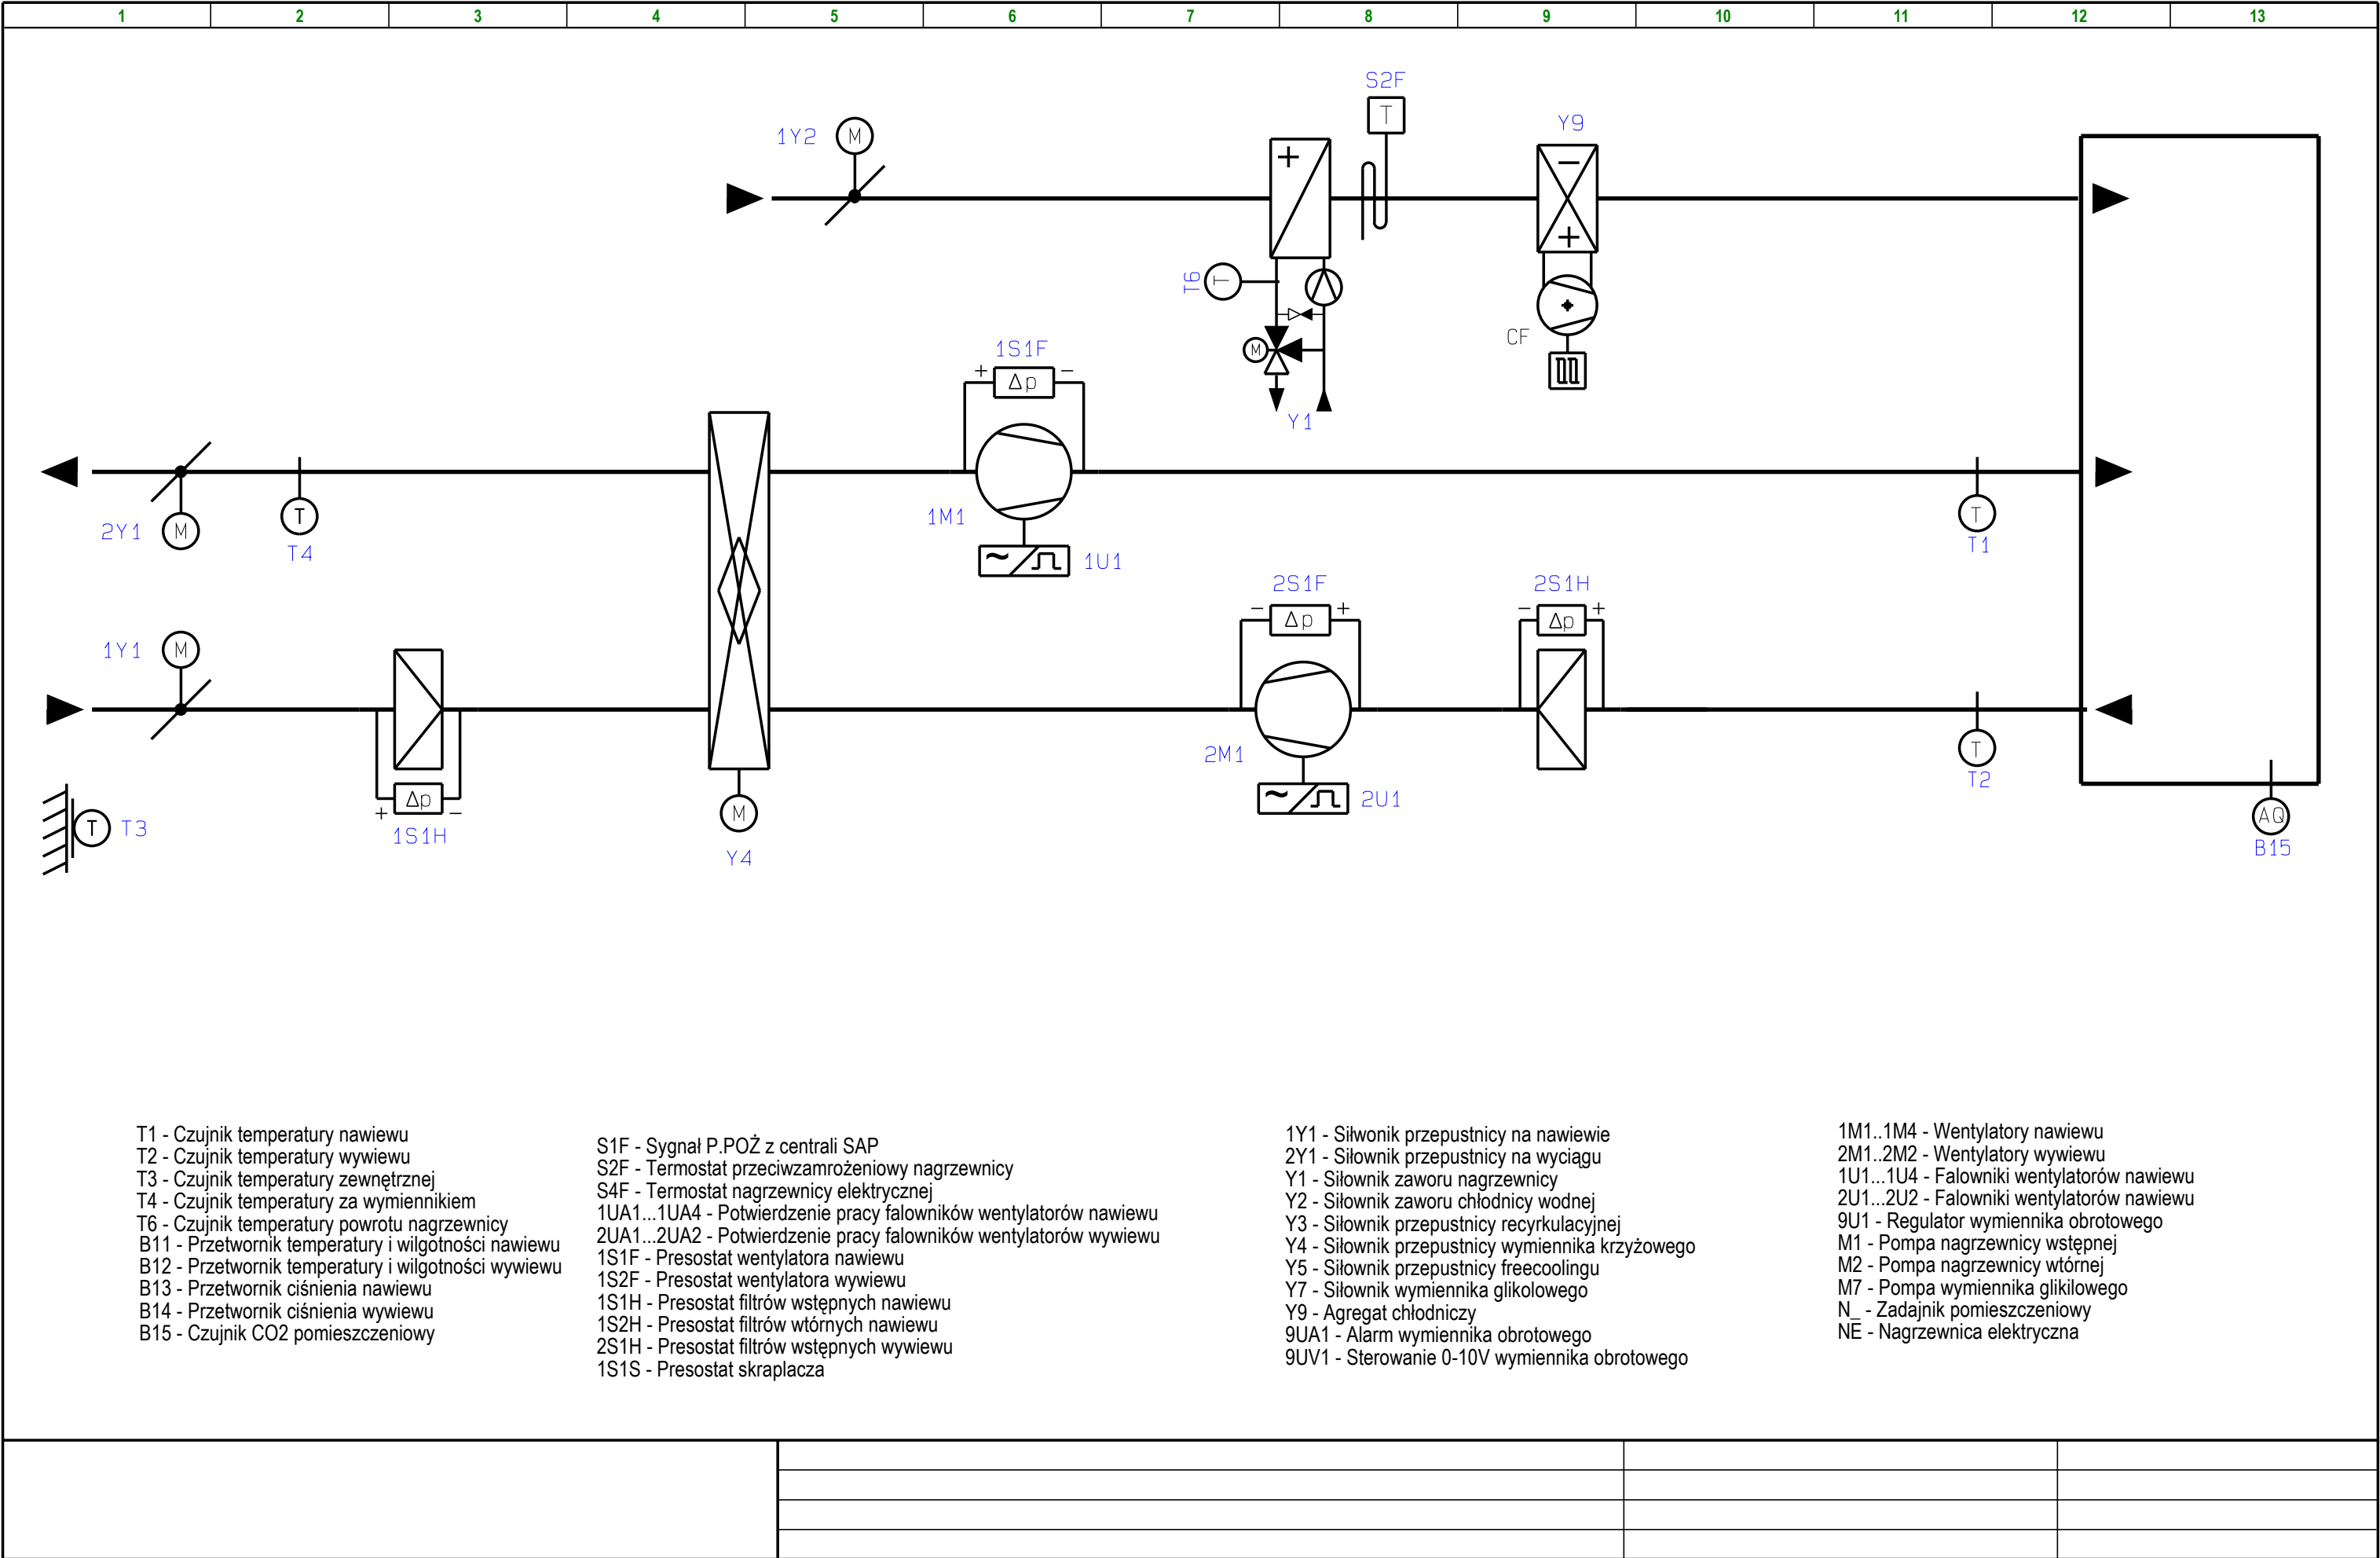 1 2 3 4 5 6 7 8 9 10 11 12 13
S2F
T
1Y2 M
Y9
− +
+
T6 T
CF
M
Y1
1S1F
+ Δp −
1M1
1U1
2Y1 M
T
T4
T
T1
2S1F
− Δp +
2S1H
− Δp +
1Y1 M
2M1
2U1
T
T2
T T3
+ Δp −
1S1H
M
Y4
AQ
B15
T1 - Czujnik temperatury nawiewu
T2 - Czujnik temperatury wywiewu
T3 - Czujnik temperatury zewnętrznej
T4 - Czujnik temperatury za wymiennikiem
T6 - Czujnik temperatury powrotu nagrzewnicy
B11 - Przetwornik temperatury i wilgotności nawiewu
B12 - Przetwornik temperatury i wilgotności wywiewu
B13 - Przetwornik ciśnienia nawiewu
B14 - Przetwornik ciśnienia wywiewu
B15 - Czujnik CO2 pomieszczeniowy
S1F - Sygnał P.POŻ z centrali SAP
S2F - Termostat przeciwzamrożeniowy nagrzewnicy
S4F - Termostat nagrzewnicy elektrycznej
1UA1...1UA4 - Potwierdzenie pracy falowników wentylatorów nawiewu
2UA1...2UA2 - Potwierdzenie pracy falowników wentylatorów wywiewu
1S1F - Presostat wentylatora nawiewu
1S2F - Presostat wentylatora wywiewu
1S1H - Presostat filtrów wstępnych nawiewu
1S2H - Presostat filtrów wtórnych nawiewu
2S1H - Presostat filtrów wstępnych wywiewu
1S1S - Presostat skraplacza
1Y1 - Siłwonik przepustnicy na nawiewie
2Y1 - Siłownik przepustnicy na wyciągu
Y1 - Siłownik zaworu nagrzewnicy
Y2 - Siłownik zaworu chłodnicy wodnej
Y3 - Siłownik przepustnicy recyrkulacyjnej
Y4 - Siłownik przepustnicy wymiennika krzyżowego
Y5 - Siłownik przepustnicy freecoolingu
Y7 - Siłownik wymiennika glikolowego
Y9 - Agregat chłodniczy
9UA1 - Alarm wymiennika obrotowego
9UV1 - Sterowanie 0-10V wymiennika obrotowego
1M1..1M4 - Wentylatory nawiewu
2M1..2M2 - Wentylatory wywiewu
1U1...1U4 - Falowniki wentylatorów nawiewu
2U1...2U2 - Falowniki wentylatorów nawiewu
9U1 - Regulator wymiennika obrotowego
M1 - Pompa nagrzewnicy wstępnej
M2 - Pompa nagrzewnicy wtórnej
M7 - Pompa wymiennika glikilowego
N_ - Zadajnik pomieszczeniowy
NE - Nagrzewnica elektryczna